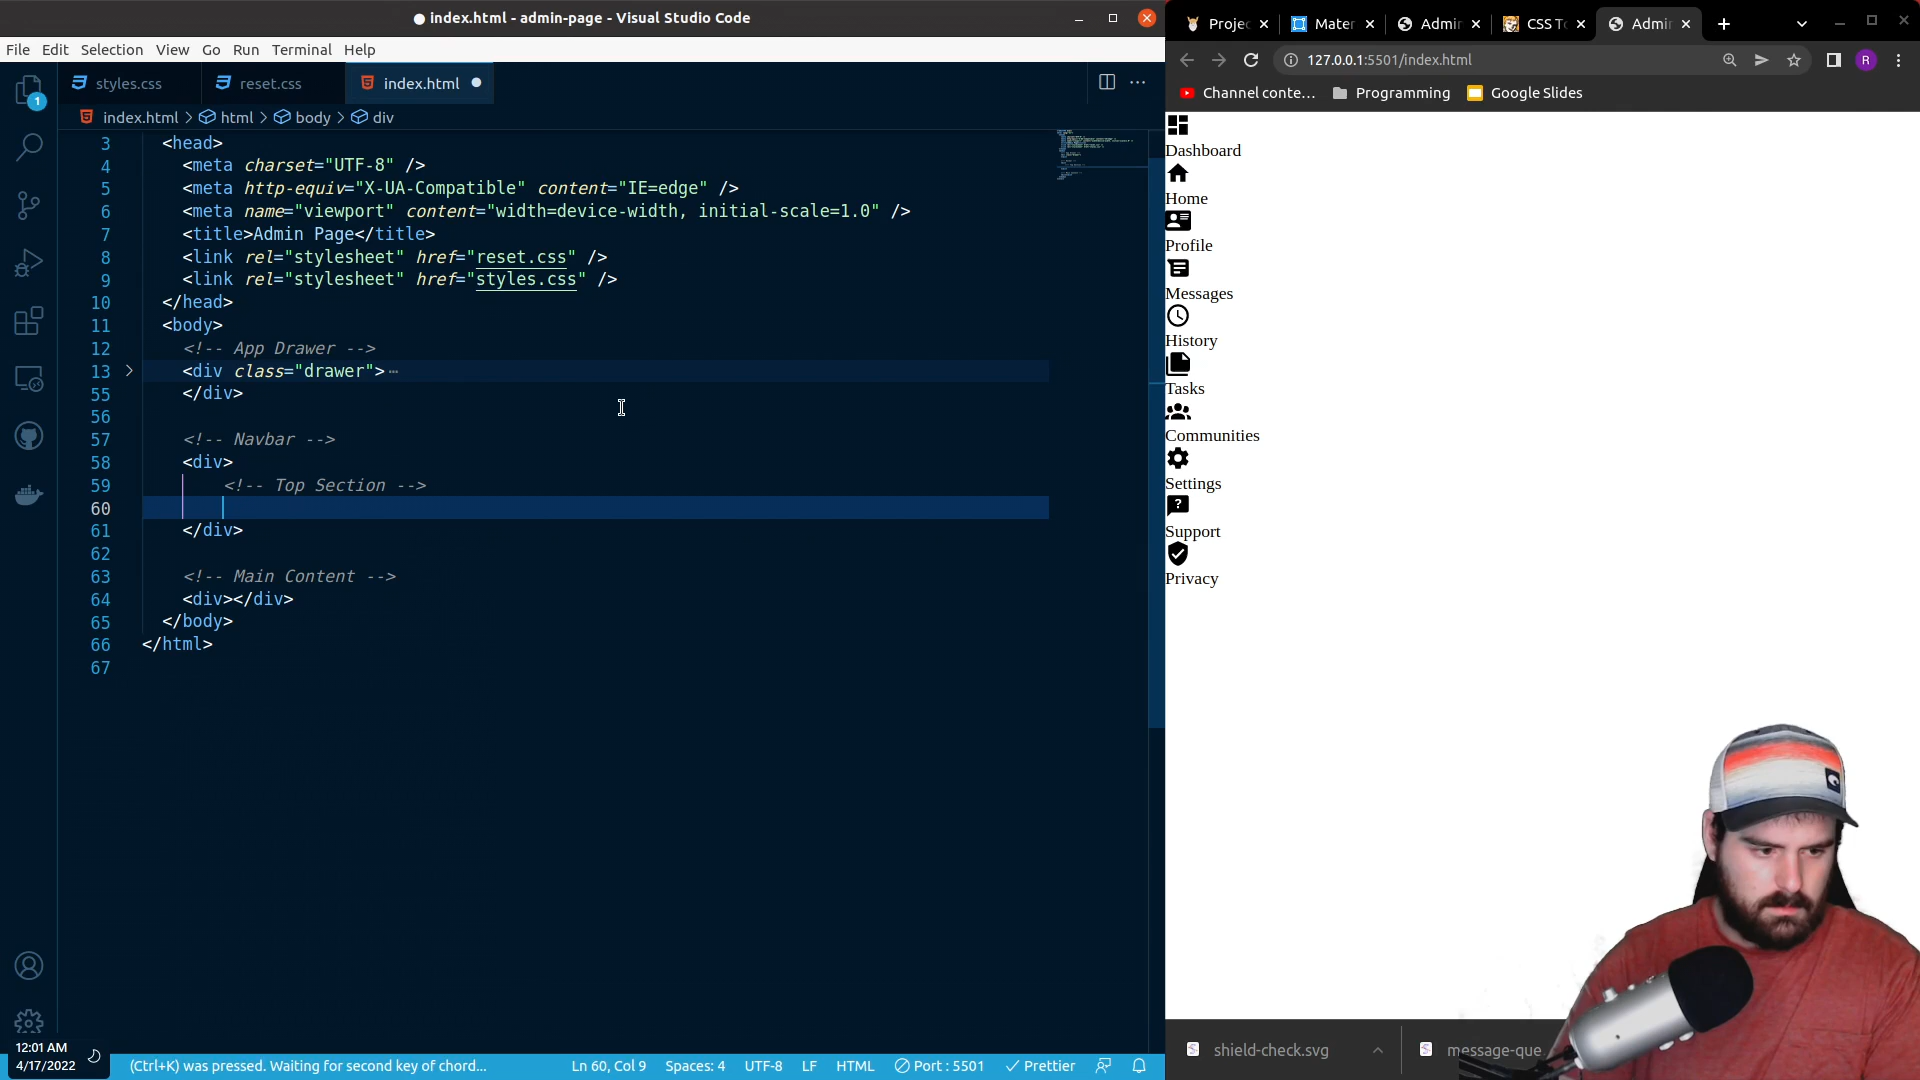 index.html - admin-page - Visual Studio Code
File Edit Selection View Go Run Terminal Help
1
styles.css reset.css index.html
index.html > html > body > div
3 <head>
4 <meta charset="UTF-8" />
5 <meta http-equiv="X-UA-Compatible" content="IE=edge" />
6 <meta name="viewport" content="width=device-width, initial-scale=1.0" />
7 <title>Admin Page</title>
8 <link rel="stylesheet" href="reset.css" />
9 <link rel="stylesheet" href="styles.css" />
10 </head>
11 <body>
12 <!-- App Drawer -->
13 <div class="drawer">
55 </div>
56
57 <!-- Navbar -->
58 <div>
59 <!-- Top Section -->
60
61 </div>
62
63 <!-- Main Content -->
64 <div></div>
65 </body>
66 </html>
67
12:01 AM
4/17/2022
(Ctrl+K) was pressed. Waiting for second key of chord...
Ln 60, Col 9 Spaces: 4 UTF-8 LF HTML Port : 5501 Prettier
Projec Mater Admin CSS To Admin
127.0.0.1:5501/index.html
R
Channel conte... Programming Google Slides
Dashboard
Home
Profile
Messages
History
Tasks
Communities
Settings
Support
Privacy
shield-check.svg message-que